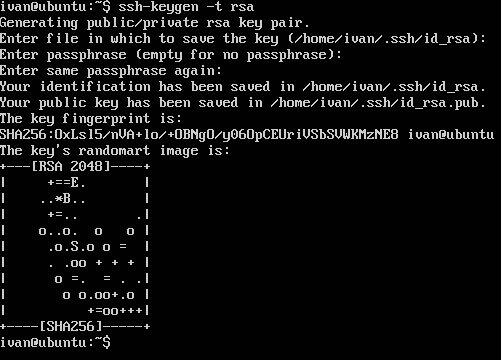 ivan@ubuntu:~$ ssh-keygen -t rsa
Generating public/private rsa key pair.
Enter file in which to save the key (/home/ivan/.ssh/id_rsa):
Enter passphrase (empty for no passphrase):
Enter same passphrase again:
Your identification has been saved in /home/ivan/.ssh/id_rsa.
Your public key has been saved in /home/ivan/.ssh/id_rsa.pub.
The key fingerprint is:
SHA256:OxLsl5/nVA+lo/+OBNgO/y06OpCEUriVSbSVWKMzNE8 ivan@ubuntu
The key's randomart image is:
+---[RSA 2048]----+
|     +==E.       |
|    ..*B..       |
|     +=..       .|
|    o..o.  o   o |
|     .o.S.o o =  |
|     . .oo + + + |
|      o =.  = . .|
|       o o.oo+.o |
|          +=oo+++|
+----[SHA256]-----+
ivan@ubuntu:~$